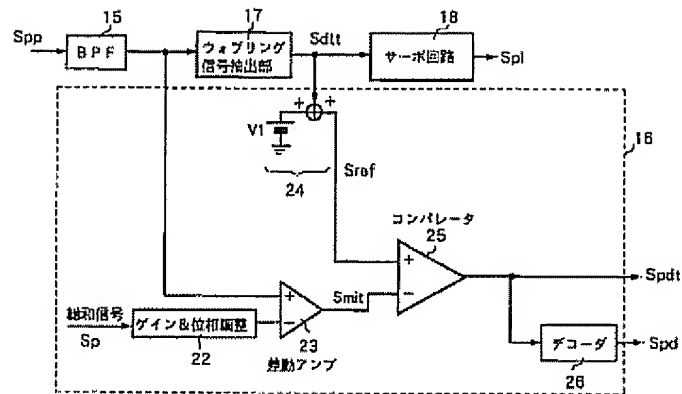 15
17
18
Spp
BPF
ウォブリング
信号抽出部
Sdtt
サーボ回路
Spl
+
+
V1
24
Sref
16
コンパレータ
25
+
−
Spdt
総和信号
Sp
ゲイン&位相調整
22
+
−
Smit
23
差動アンプ
デコーダ
26
Spd